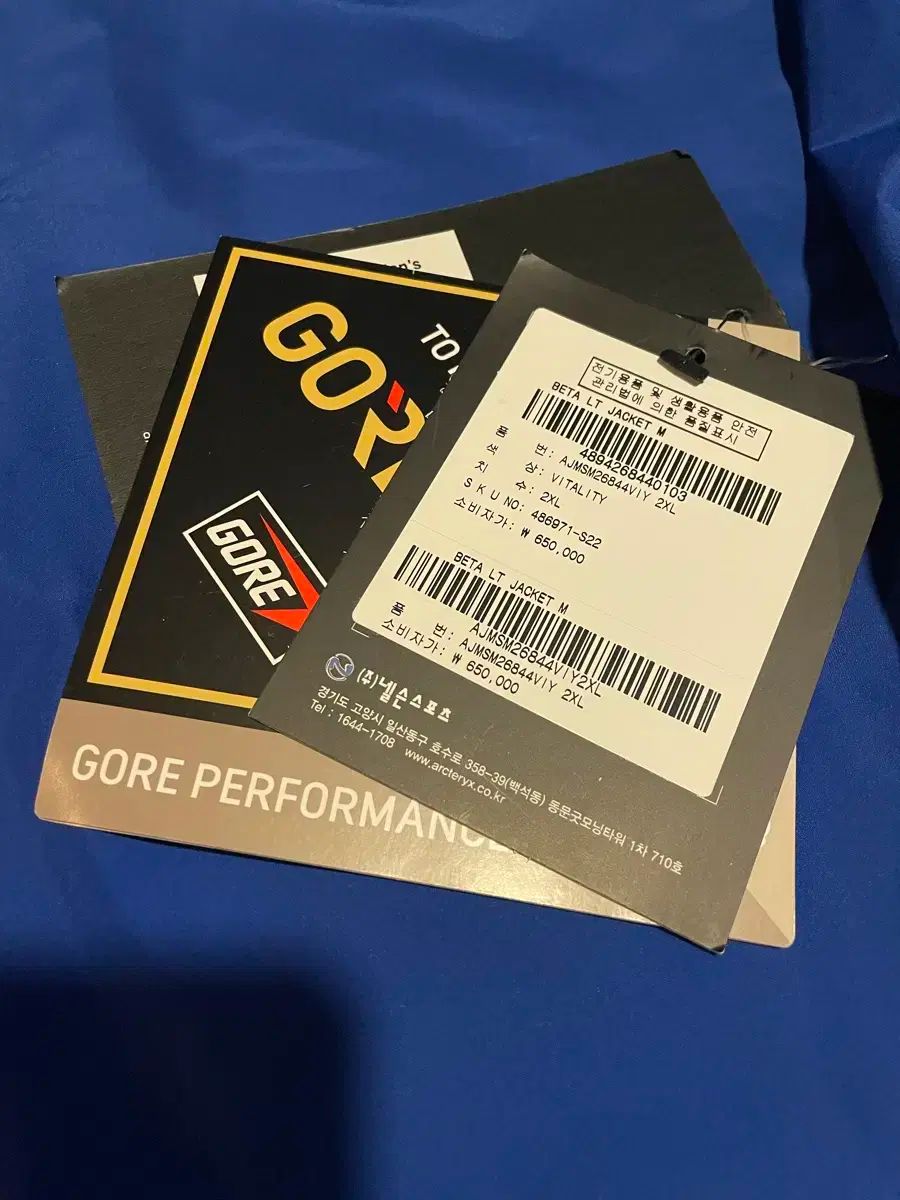 TO
GOR
GORE
GORE PERFORMANCE
전기용품 및 생활용품 안전
관리법에 의한 품질표시
BETA LT JACKET M
4894268440103
품 번: AJMSM26844VIY 2XL
색 상: VITALITY
치 수: 2XL
SKU NO: 486971-S22
소비자가: ₩ 650,000
BETA LT JACKET M
AJMSM26844VIY2XL
품 번: AJMSM26844VIY 2XL
소비자가: ₩ 650,000
(주)넬슨스포츠
경기도 고양시 일산동구 호수로 358-39(백석동) 동문굿모닝타워 1차 710호
Tel : 1644-1708 www.arcteryx.co.kr